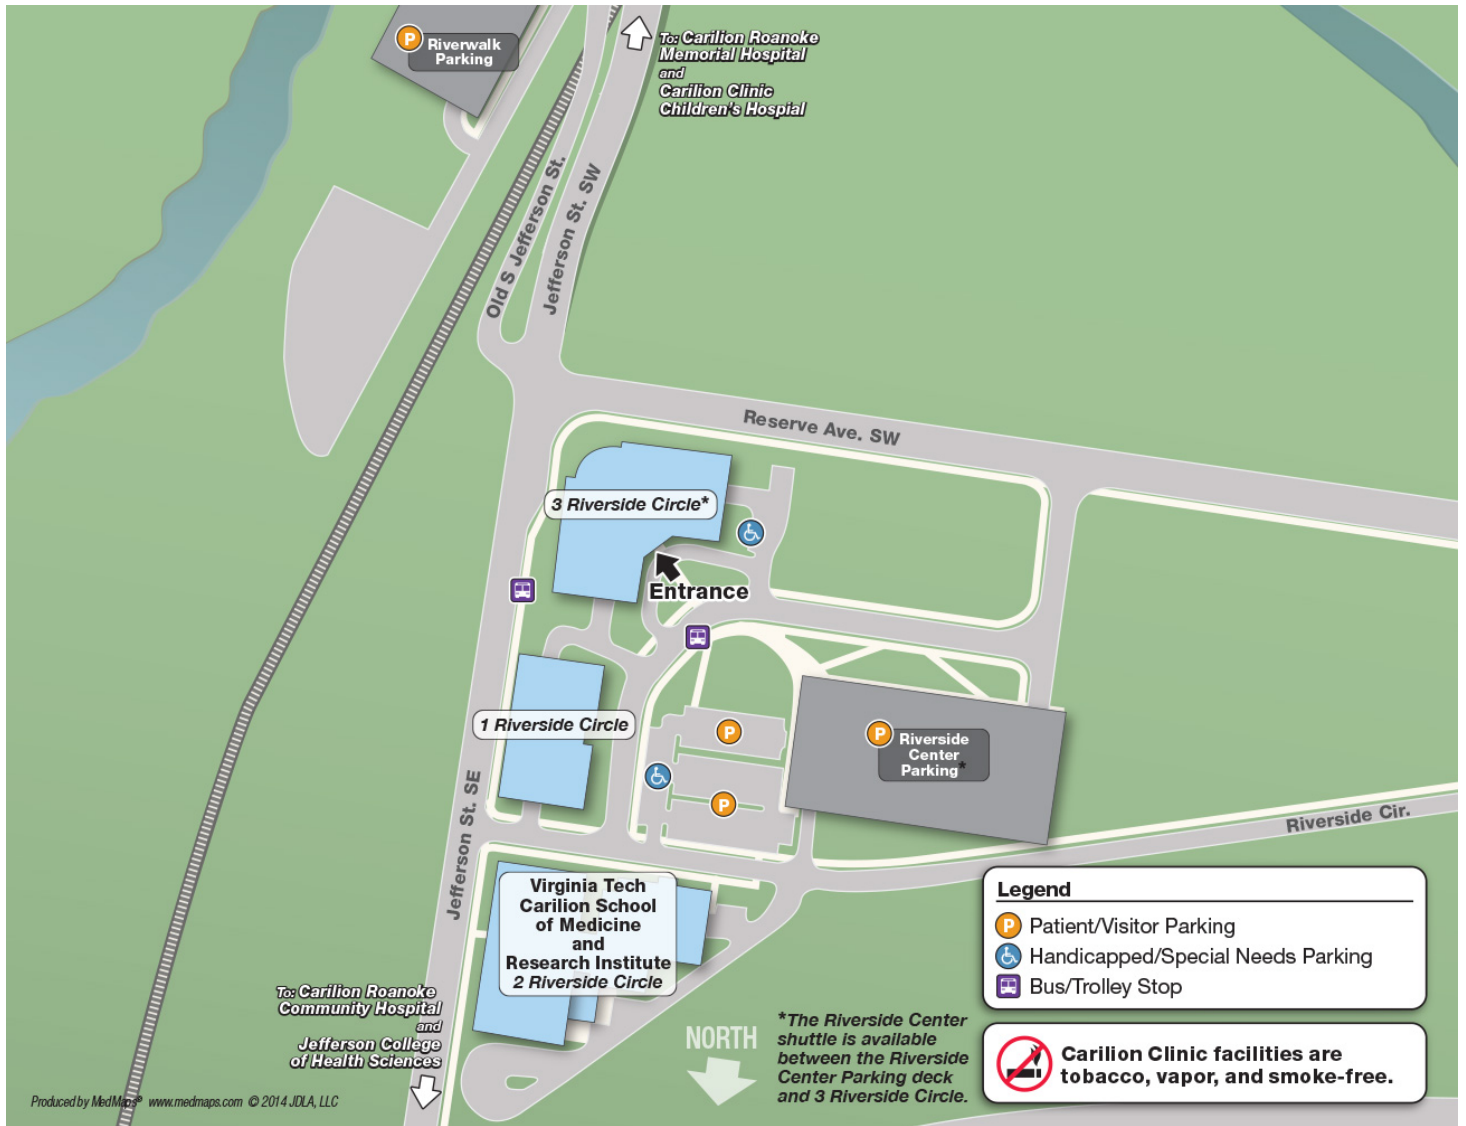 Riverwalk
Parking
To: Carilion Roanoke
Memorial Hospital
and
Carilion Clinic
Children's Hospial
Old S Jefferson St.
Jefferson St. SW
Reserve Ave. SW
3 Riverside Circle*
Entrance
1 Riverside Circle
P
P
P
P
Riverside
Center
Parking*
Riverside Cir.
Jefferson St. SE
Virginia Tech
Carilion School
of Medicine
and
Research Institute
2 Riverside Circle
To: Carilion Roanoke
Community Hospital
and
Jefferson College
of Health Sciences
NORTH
*The Riverside Center
shuttle is available
between the Riverside
Center Parking deck
and 3 Riverside Circle.
Legend
P Patient/Visitor Parking
Handicapped/Special Needs Parking
Bus/Trolley Stop
Carilion Clinic facilities are
tobacco, vapor, and smoke-free.
Produced by MedMaps® www.medmaps.com © 2014 JDLA, LLC